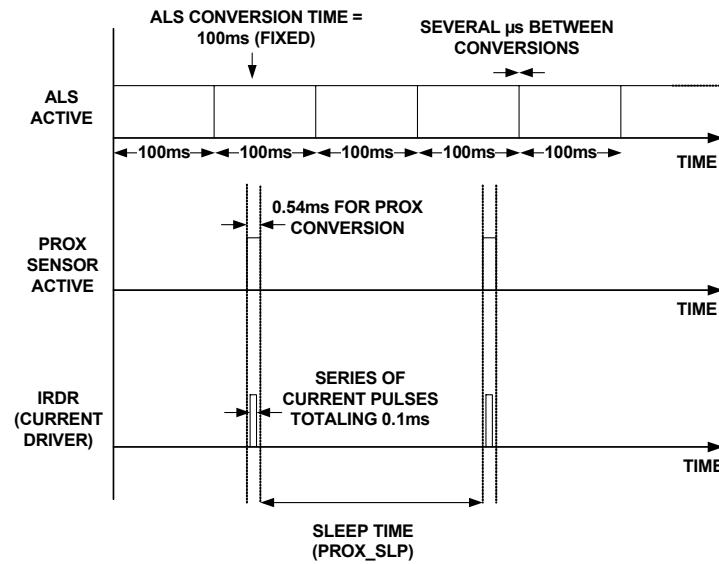 ALS CONVERSION TIME =
100ms (FIXED)
SEVERAL µs BETWEEN
CONVERSIONS
ALS
ACTIVE
100ms
100ms
100ms
100ms
100ms
TIME
0.54ms FOR PROX
CONVERSION
PROX
SENSOR
ACTIVE
TIME
SERIES OF
CURRENT PULSES
TOTALING 0.1ms
IRDR
(CURRENT
DRIVER)
TIME
SLEEP TIME
(PROX_SLP)